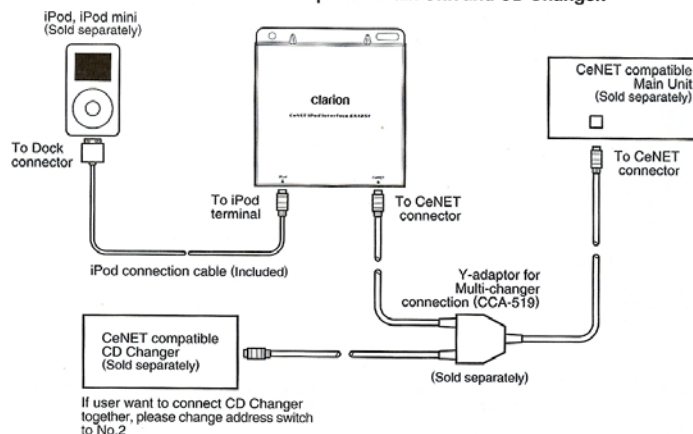 and CD Changer.
iPod, iPod mini
(Sold separately)
clarion
CeNET compatible
Main Unit
(Sold separately)
To Dock
connector
To iPod
terminal
To CeNET
connector
To CeNET
connector
iPod connection cable (Included)
Y-adaptor for
Multi-changer
connection (CCA-519)
(Sold separately)
CeNET compatible
CD Changer
(Sold separately)
If user want to connect CD Changer
together, please change address switch
to No.2